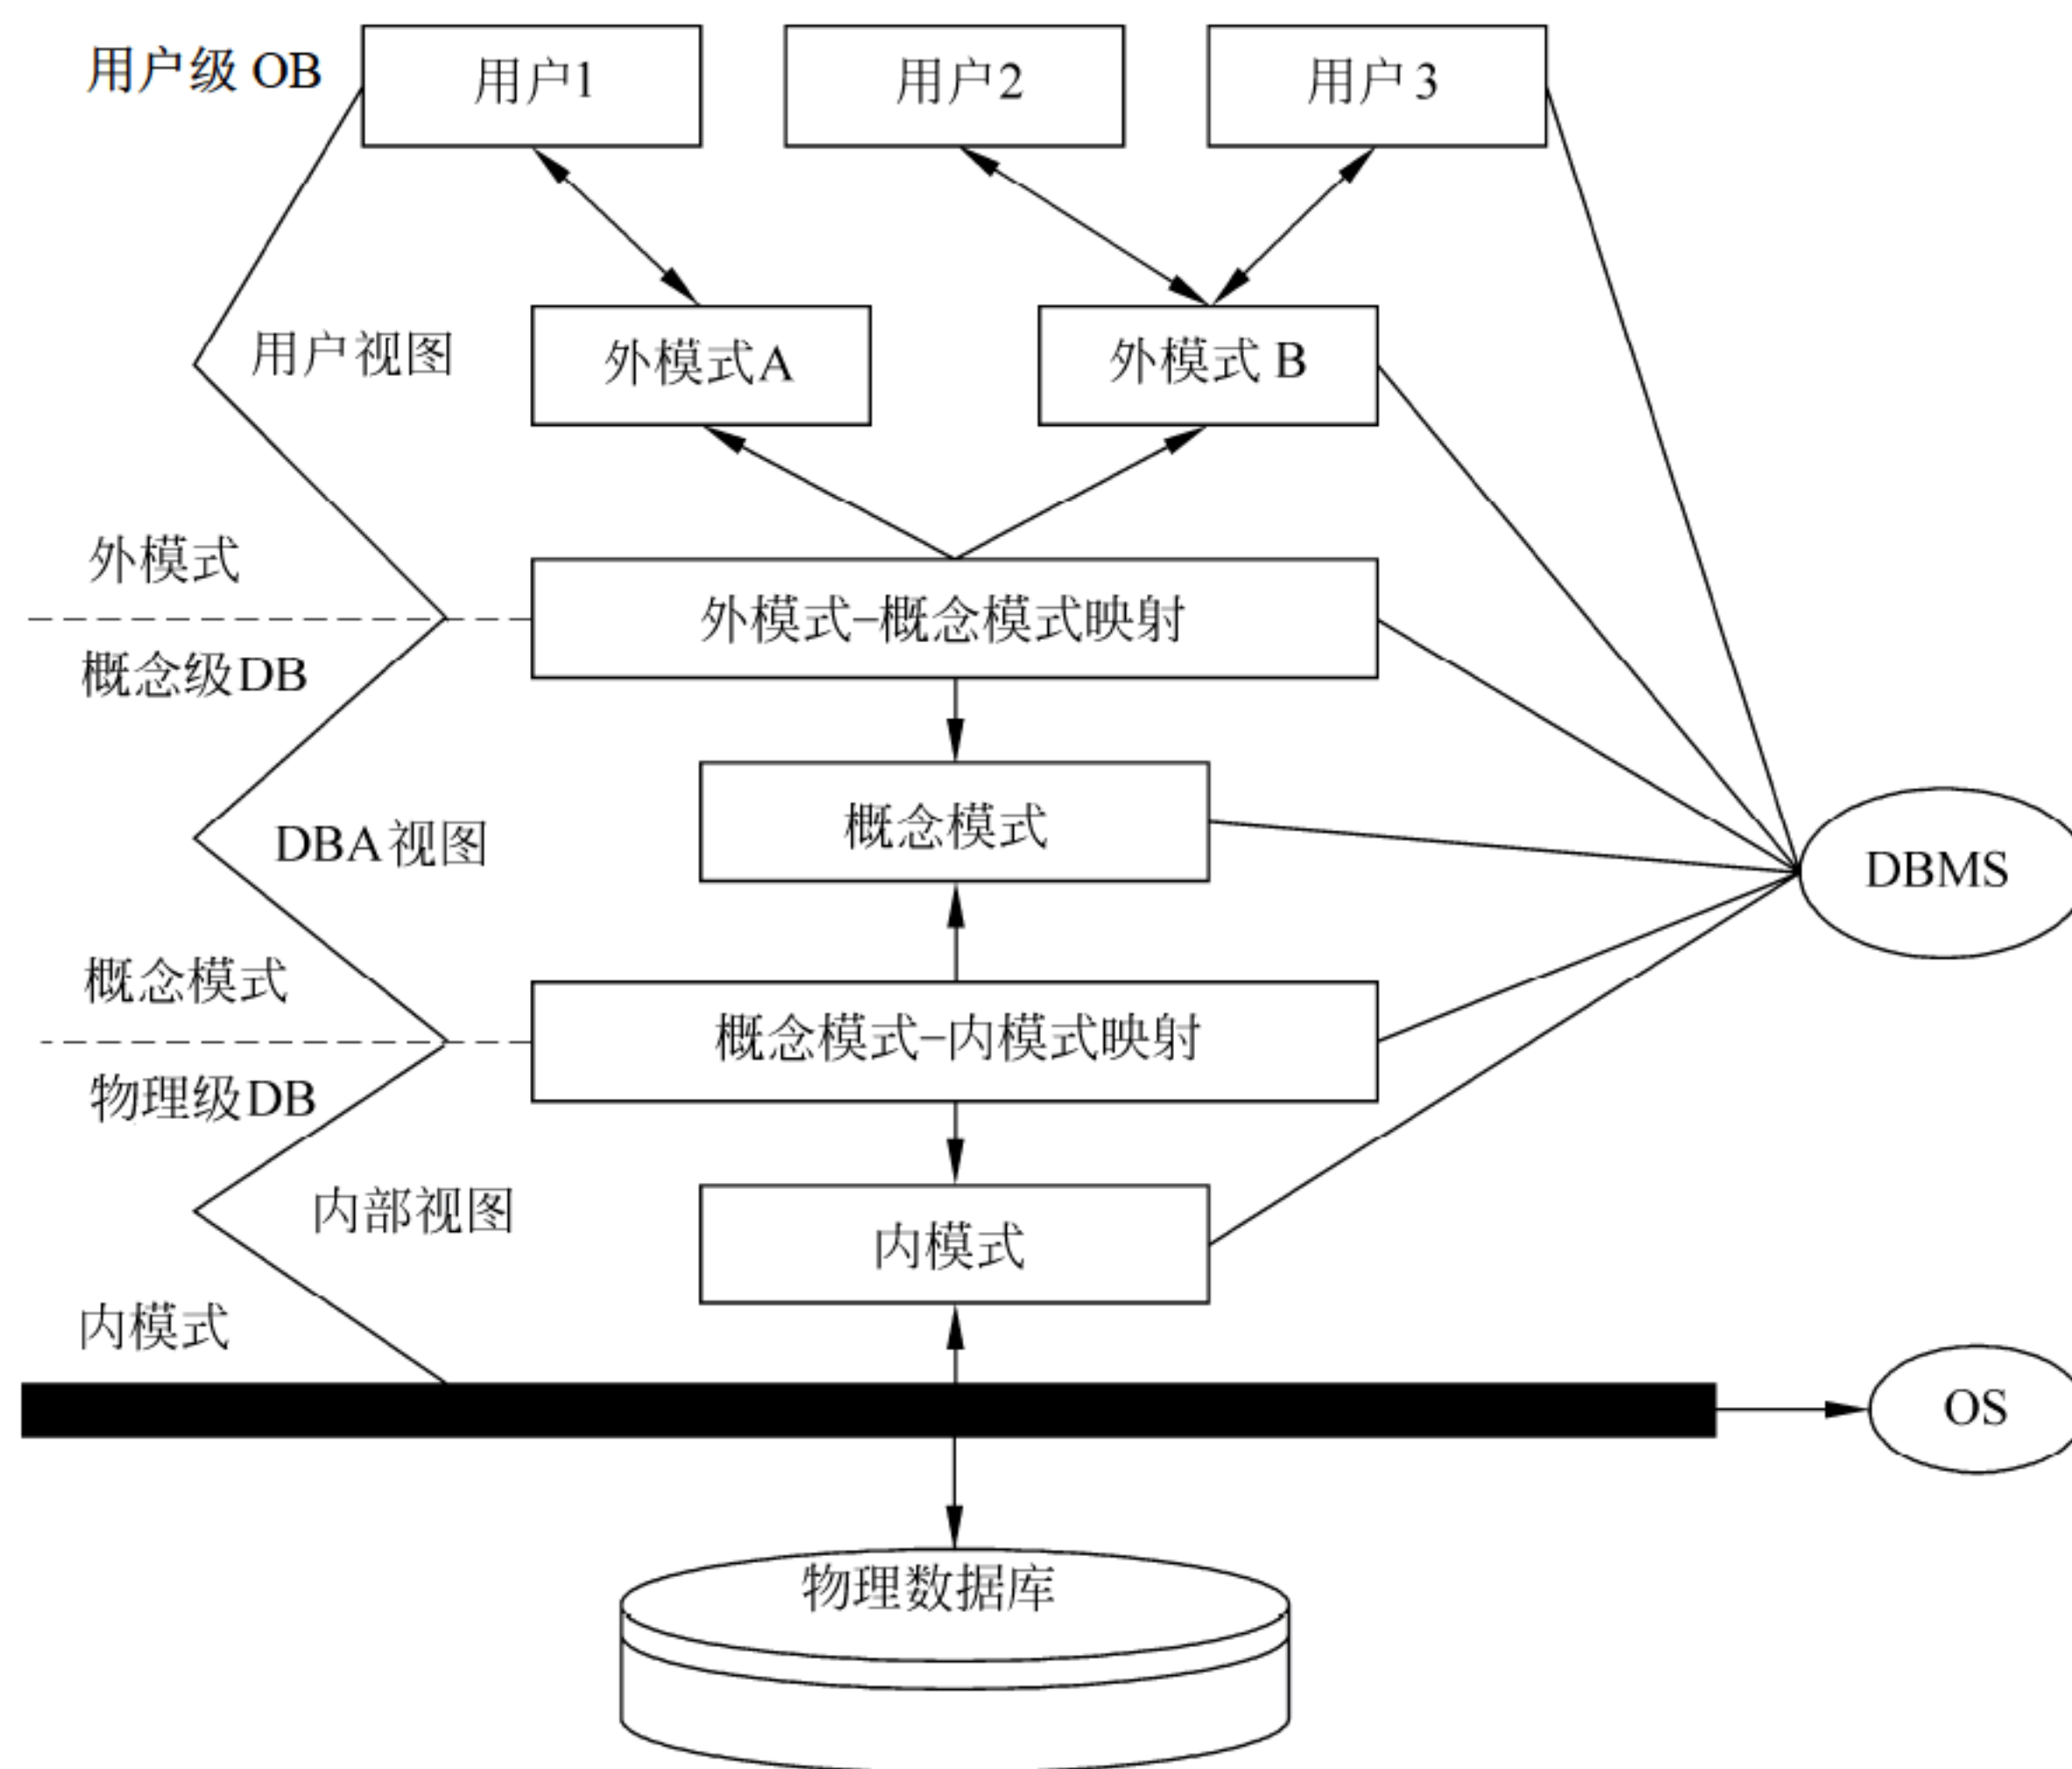 用户级 OB
用户1
用户2
用户3
用户视图
外模式A
外模式 B
外模式
外模式-概念模式映射
概念级DB
概念模式
DBA视图
DBMS
概念模式
概念模式-内模式映射
物理级DB
内部视图
内模式
内模式
OS
物理数据库